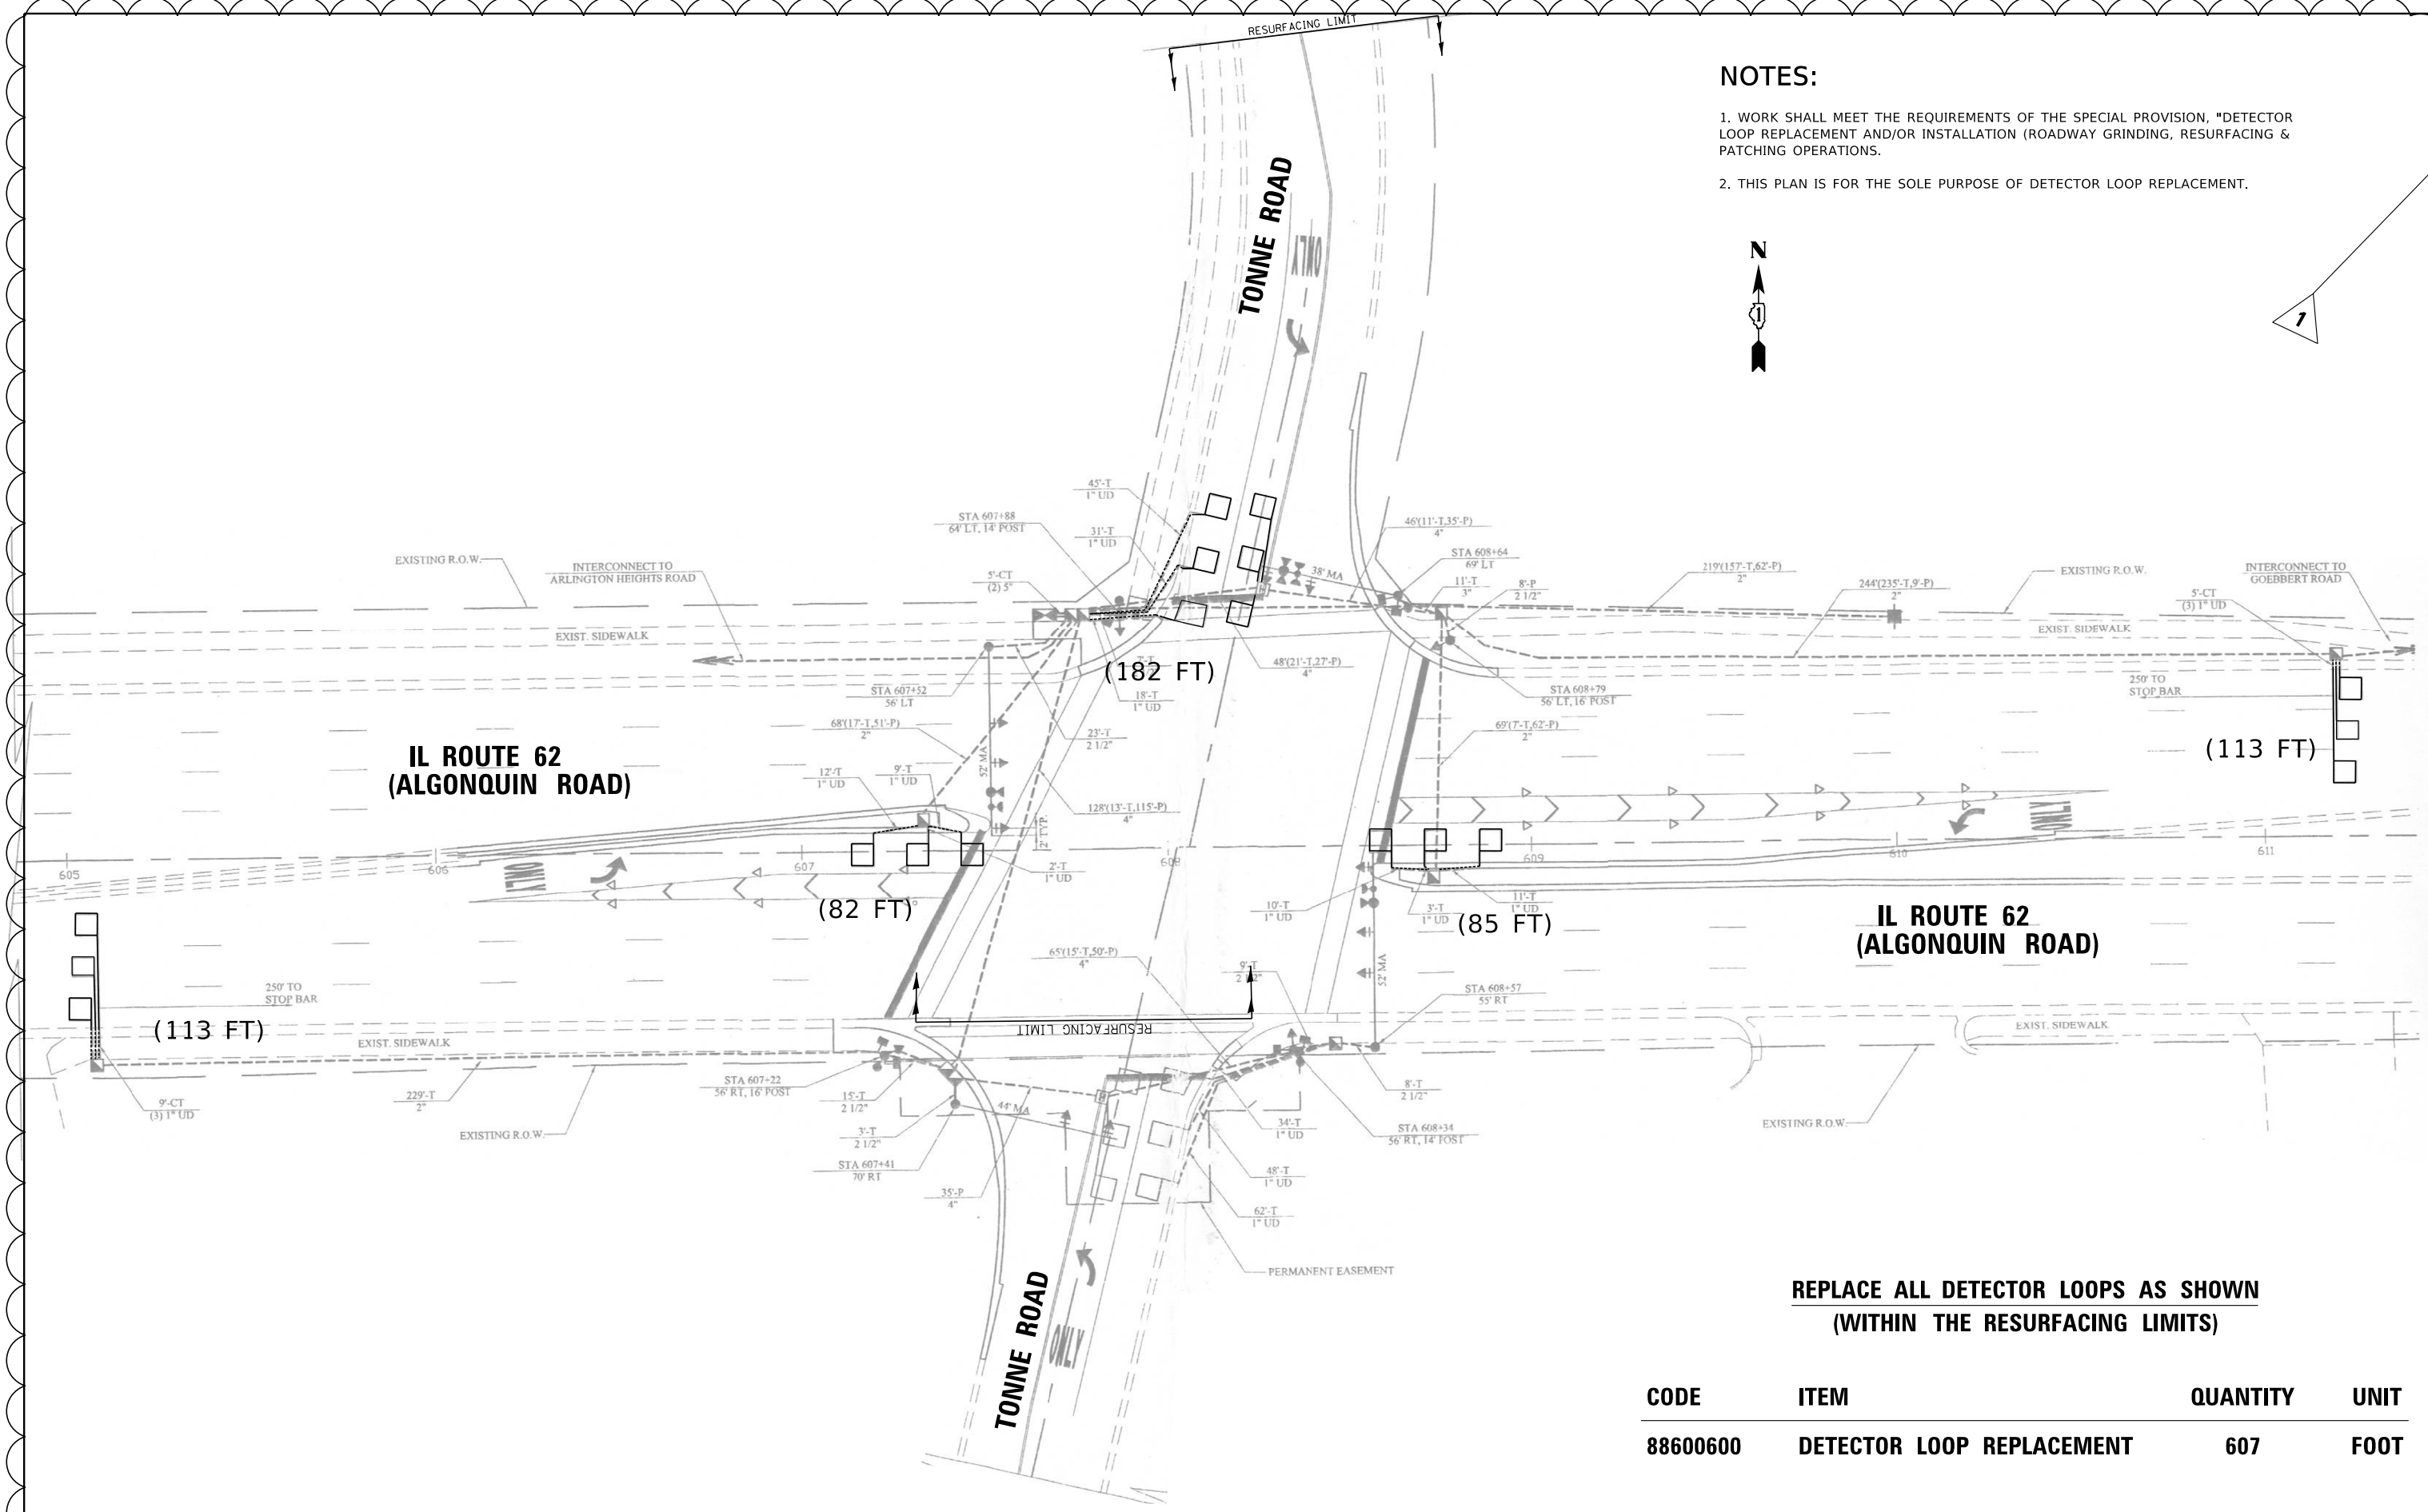 RESURFACING LIMIT
NOTES:
1. WORK SHALL MEET THE REQUIREMENTS OF THE SPECIAL PROVISION, "DETECTOR
LOOP REPLACEMENT AND/OR INSTALLATION (ROADWAY GRINDING, RESURFACING &
PATCHING OPERATIONS.
2. THIS PLAN IS FOR THE SOLE PURPOSE OF DETECTOR LOOP REPLACEMENT.
TONNE ROAD
ONLY
N
1
1
45'-T
1" UD
STA 607+88
64' LT, 14' POST
31'-T
1" UD
46'(11'-T,35'-P)
4"
EXISTING R.O.W.
INTERCONNECT TO
ARLINGTON HEIGHTS ROAD
5'-CT
(2) 5"
38' MA
STA 608+64
69' LT
11'-T
3"
8'-P
2 1/2"
219'(157'-T,62'-P)
2"
244'(235'-T,9'-P)
2"
EXISTING R.O.W.
INTERCONNECT TO
GOEBBERT ROAD
5'-CT
(3) 1" UD
EXIST. SIDEWALK
EXIST. SIDEWALK
(182 FT)
48'(21'-T,27'-P)
4"
STA 607+52
56' LT
18'-T
1" UD
STA 608+79
56' LT, 16' POST
250' TO
STOP BAR
68'(17'-T,51'-P)
2"
23'-T
2 1/2"
69'(7'-T,62'-P)
2"
(113 FT)
IL ROUTE 62
(ALGONQUIN ROAD)
52' MA
12'-T
1" UD
9'-T
1" UD
128'(13'-T,115'-P)
4"
2' TYP.
ONLY
605
606
607
608
609
610
611
ONLY
2'-T
1" UD
(82 FT)
10'-T
1" UD
3'-T
1" UD
11'-T
1" UD
(85 FT)
IL ROUTE 62
(ALGONQUIN ROAD)
65'(15'-T,50'-P)
4"
9'-T
2 1/2"
52' MA
250' TO
STOP BAR
STA 608+57
55' RT
(113 FT)
RESURFACING LIMIT
EXIST. SIDEWALK
EXIST. SIDEWALK
STA 607+22
56' RT, 16' POST
15'-T
2 1/2"
8'-T
2 1/2"
9'-CT
(3) 1" UD
229'-T
2"
44' MA
34'-T
1" UD
STA 608+34
56' RT, 14' POST
EXISTING R.O.W.
EXISTING R.O.W.
3'-T
2 1/2"
STA 607+41
70' RT
35'-P
4"
48'-T
1" UD
62'-T
1" UD
PERMANENT EASEMENT
TONNE ROAD
ONLY
REPLACE ALL DETECTOR LOOPS AS SHOWN
(WITHIN THE RESURFACING LIMITS)
CODE ITEM QUANTITY UNIT
88600600 DETECTOR LOOP REPLACEMENT 607 FOOT